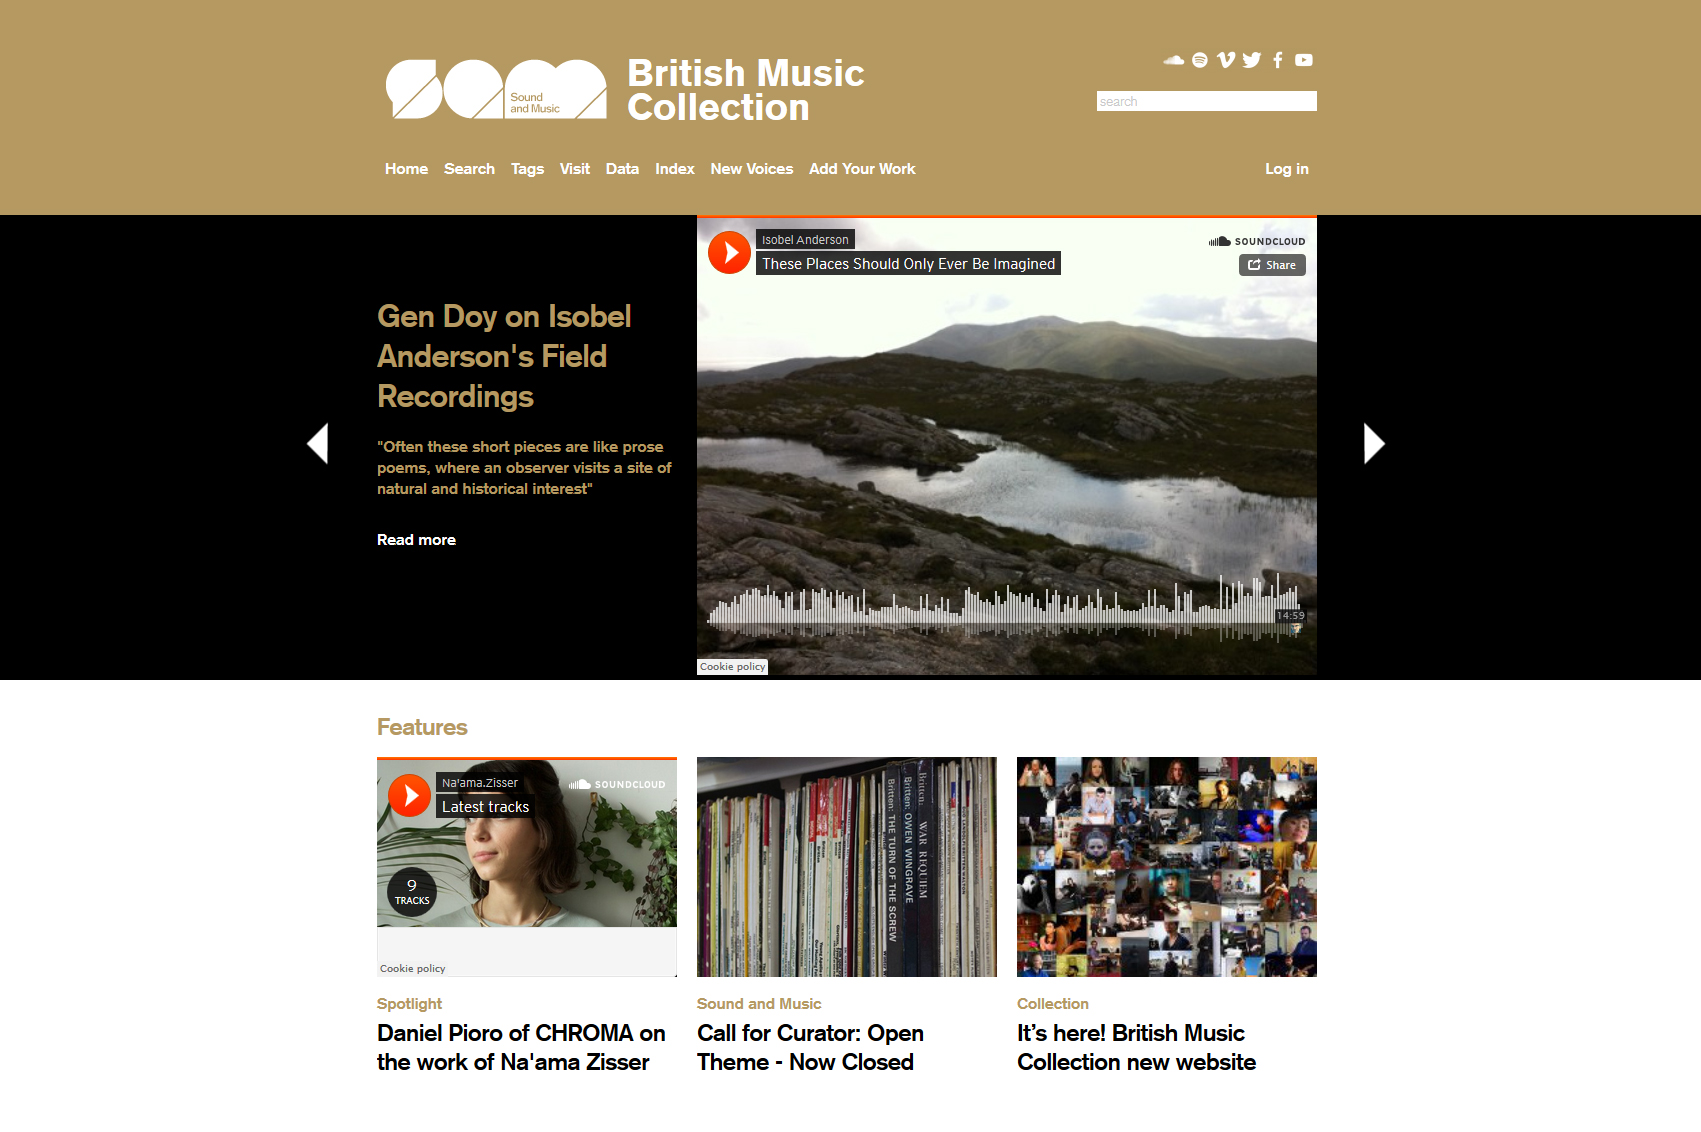 Sound
and Music
British Music
Collection
search
Home Search Tags Visit Data Index New Voices Add Your Work
Log in
Isobel Anderson
These Places Should Only Ever Be Imagined
SOUNDCLOUD
Share
Gen Doy on Isobel
Anderson's Field
Recordings
"Often these short pieces are like prose
poems, where an observer visits a site of
natural and historical interest"
Read more
14:59
Cookie policy
Features
Na'ama.Zisser
Latest tracks
SOUNDCLOUD
9
TRACKS
Cookie policy
Britten: THE TURN OF THE SCREW
Britten: OWEN WINGRAVE
Britten: WAR REQUIEM
Spotlight
Daniel Pioro of CHROMA on
the work of Na'ama Zisser
Sound and Music
Call for Curator: Open
Theme - Now Closed
Collection
It’s here! British Music
Collection new website